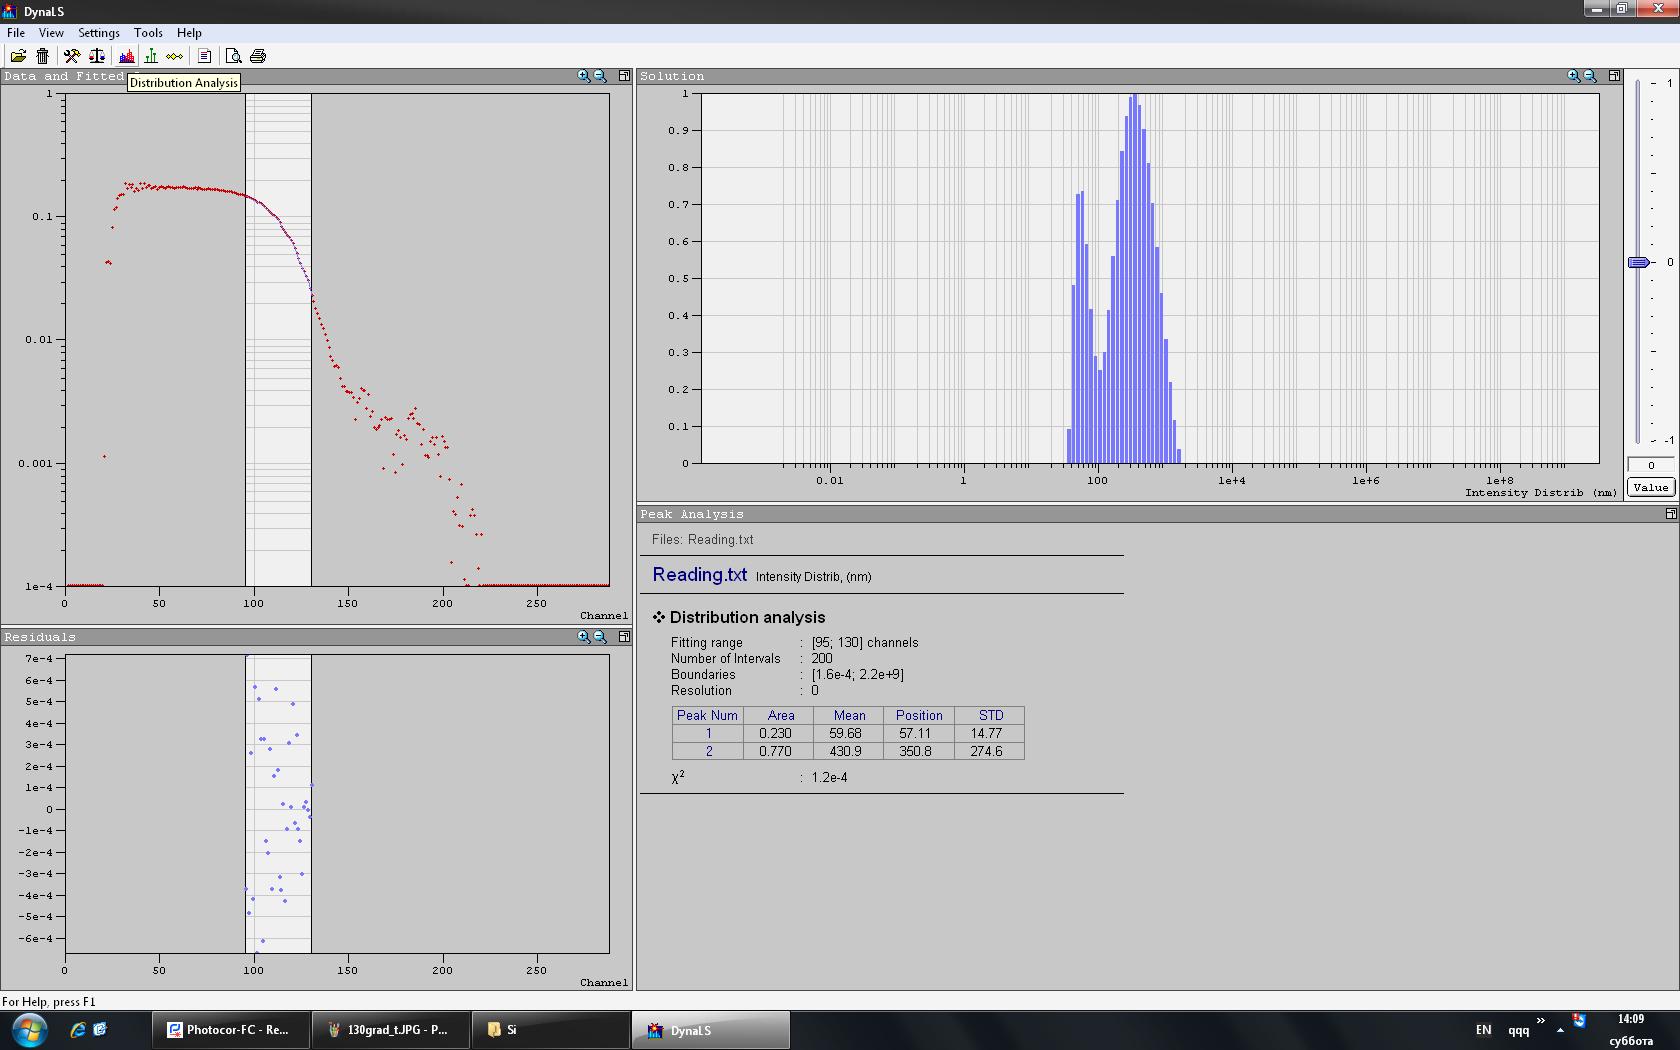 DynaLS
File View Settings Tools Help
Data and Fitted
Distribution Analysis
1
0.1
0.01
0.001
1e-4
0 50 100 150 200 250
Channel
Residuals
7e-4
6e-4
5e-4
4e-4
3e-4
2e-4
1e-4
0
-1e-4
-2e-4
-3e-4
-4e-4
-5e-4
-6e-4
0 50 100 150 200 250
Channel
Solution
1
0.9
0.8
0.7
0.6
0.5
0.4
0.3
0.2
0.1
0
0.01 1 100 1e+4 1e+6 1e+8
Intensity Distrib (nm)
1
0
-1
0
Value
Peak Analysis
Files: Reading.txt
Reading.txt Intensity Distrib, (nm)
❖ Distribution analysis
Fitting range : [95; 130] channels
Number of Intervals : 200
Boundaries : [1.6e-4; 2.2e+9]
Resolution : 0
Peak Num Area Mean Position STD
1 0.230 59.68 57.11 14.77
2 0.770 430.9 350.8 274.6
χ² : 1.2e-4
For Help, press F1
Photocor-FC - Re... 130grad_t.JPG - P... Si DynaLS
EN qqq » 14:09
суббота